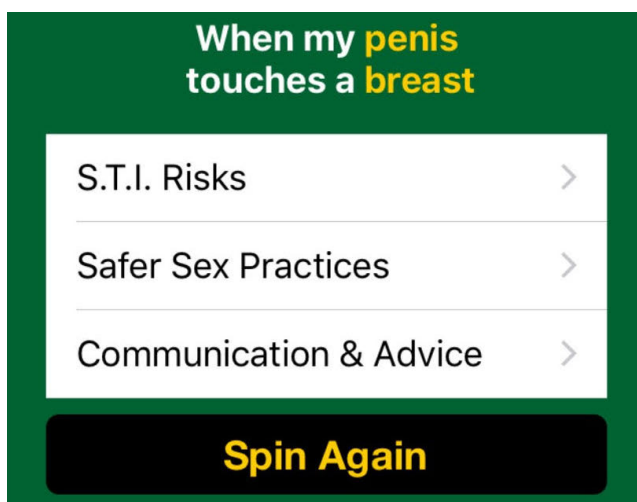 When my penis
touches a breast
S.T.I. Risks
Safer Sex Practices
Communication & Advice
Spin Again